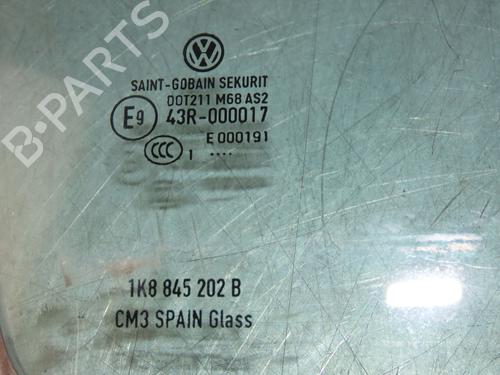 B-PARTS
SAINT-GOBAIN SEKURIT
DOT211 M68 AS2
E9 43R-000017
E 000191
CCC 1 ....
1K8 845 202 B
CM3 SPAIN Glass